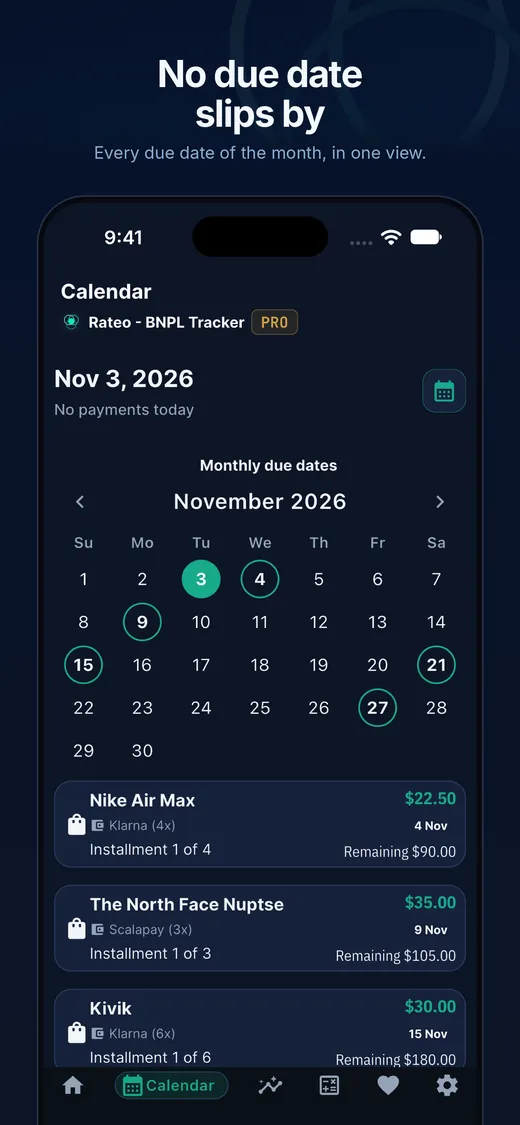 No due date
slips by
Every due date of the month, in one view.
9:41
Calendar
Rateo - BNPL Tracker PRO
Nov 3, 2026
No payments today
Monthly due dates
November 2026
Su Mo Tu We Th Fr Sa
1 2 3 4 5 6 7
8 9 10 11 12 13 14
15 16 17 18 19 20 21
22 23 24 25 26 27 28
29 30
Nike Air Max $22.50
Klarna (4x) 4 Nov
Installment 1 of 4 Remaining $90.00
The North Face Nuptse $35.00
Scalapay (3x) 9 Nov
Installment 1 of 3 Remaining $105.00
Kivik $30.00
Klarna (6x) 15 Nov
Installment 1 of 6 Remaining $180.00
Calendar